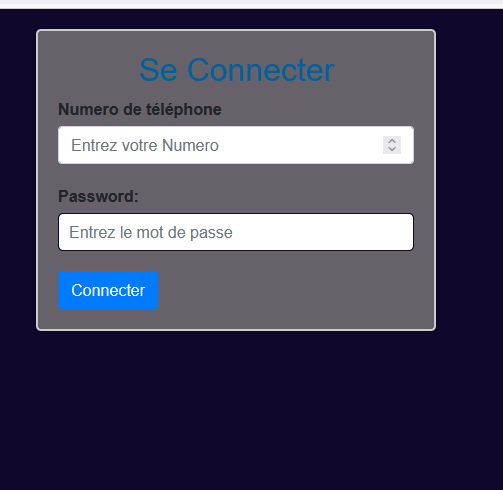 Se Connecter
Numero de téléphone
Entrez votre Numero
Password:
Entrez le mot de passe
Connecter